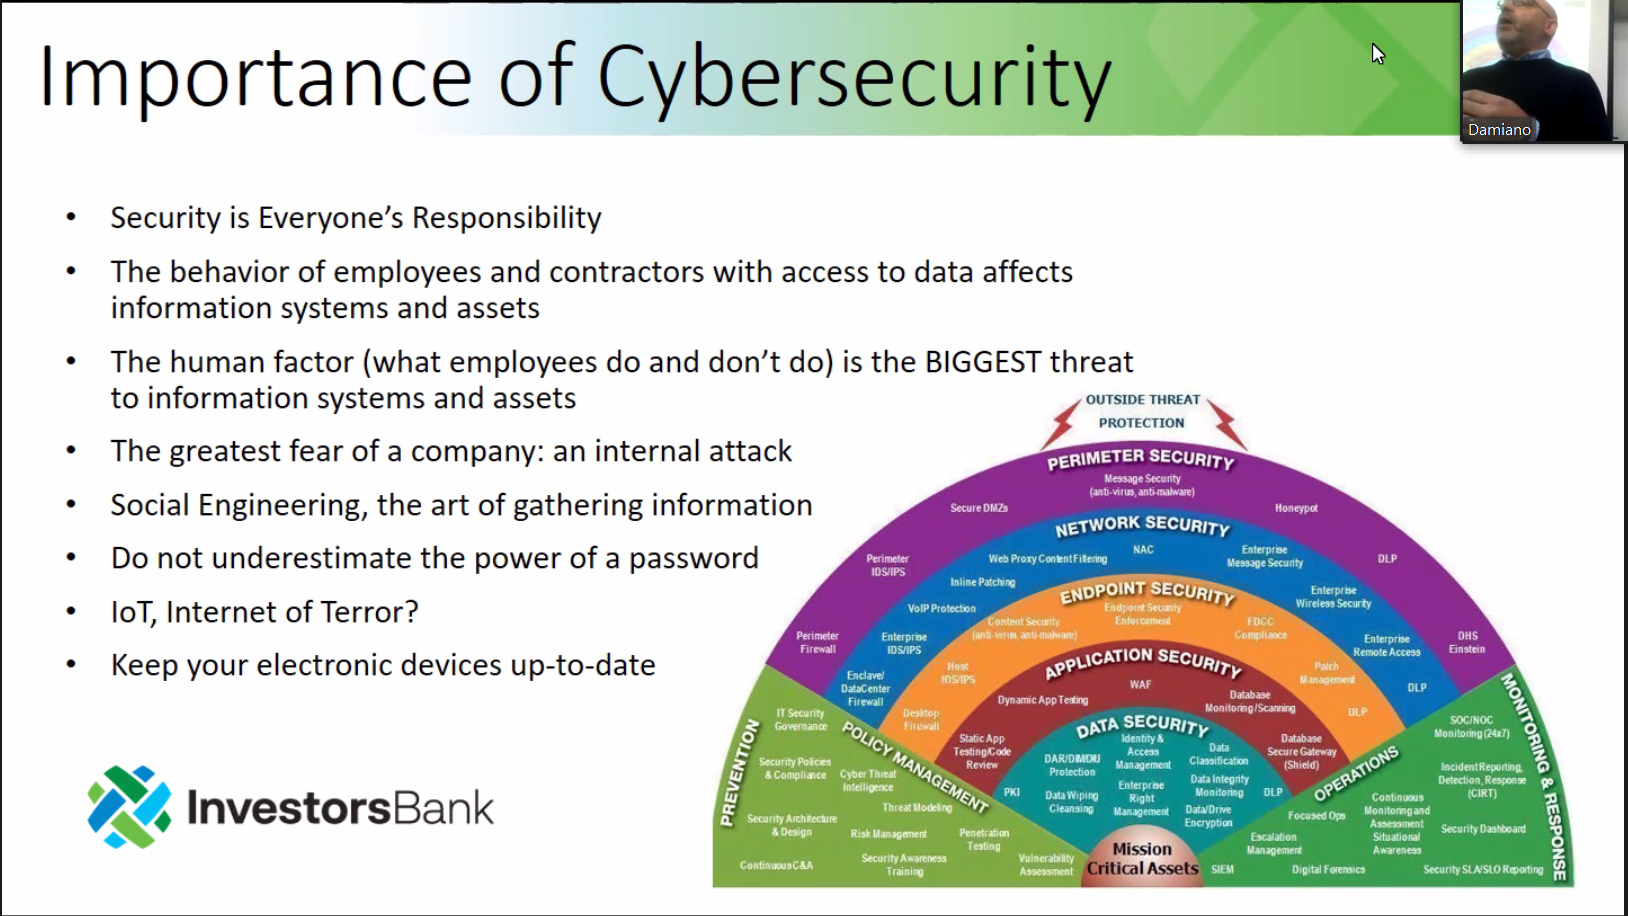 Importance of Cybersecurity
Damiano
• Security is Everyone’s Responsibility
• The behavior of employees and contractors with access to data affects
information systems and assets
• The human factor (what employees do and don’t do) is the BIGGEST threat
to information systems and assets
• The greatest fear of a company: an internal attack
• Social Engineering, the art of gathering information
• Do not underestimate the power of a password
• IoT, Internet of Terror?
• Keep your electronic devices up-to-date
InvestorsBank
OUTSIDE THREAT
PROTECTION
PERIMETER SECURITY
Message Security
(anti-virus, anti-malware)
Secure DMZs
Honeypot
Perimeter
IDS/IPS
DLP
Perimeter
Firewall
DHS
Einstein
NETWORK SECURITY
NAC
Web Proxy Content Filtering
Enterprise
Message Security
Inline Patching
Enterprise
Wireless Security
VoIP Protection
Enterprise
IDS/IPS
Enterprise
Remote Access
Enclave/
DataCenter
Firewall
DLP
ENDPOINT SECURITY
Endpoint Security
Enforcement
Content Security
(anti-virus, anti-malware)
FDCC
Compliance
Host
IDS/IPS
Patch
Management
Desktop
Firewall
DLP
APPLICATION SECURITY
WAF
Dynamic App Testing
Database
Monitoring/Scanning
Static App
Testing/Code
Review
Database
Secure Gateway
(Shield)
DATA SECURITY
Identity &
Access
Management
Data
Classification
DAR/DIM/DIU
Protection
Enterprise
Right
Management
Data Integrity
Monitoring
PKI
Data Wiping
Cleansing
DLP
Data/Drive
Encryption
Mission
Critical Assets
PREVENTION
POLICY MANAGEMENT
IT Security
Governance
Security Policies
& Compliance
Cyber Threat
Intelligence
Threat Modeling
Security Architecture
& Design
Risk Management
Penetration
Testing
Continuous C&A
Security Awareness
Training
Vulnerability
Assessment
OPERATIONS
MONITORING & RESPONSE
SOC/NOC
Monitoring (24x7)
Incident Reporting,
Detection, Response
(CIRT)
Continuous
Monitoring and
Assessment
Situational
Awareness
Focused Ops
Security Dashboard
Escalation
Management
SIEM
Digital Forensics
Security SLA/SLO Reporting